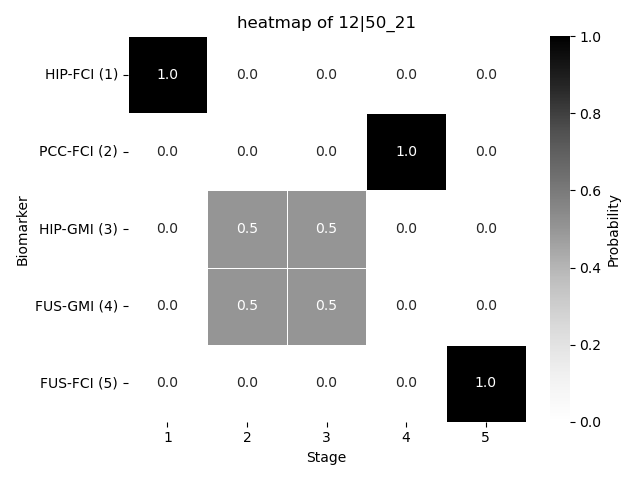 heatmap of 12|50_21
Biomarker
HIP-FCI (1)
1.0 0.0 0.0 0.0 0.0
PCC-FCI (2)
0.0 0.0 0.0 1.0 0.0
HIP-GMI (3)
0.0 0.5 0.5 0.0 0.0
FUS-GMI (4)
0.0 0.5 0.5 0.0 0.0
FUS-FCI (5)
0.0 0.0 0.0 0.0 1.0
1 2 3 4 5
Stage
1.0
0.8
0.6
0.4
0.2
0.0
Probability